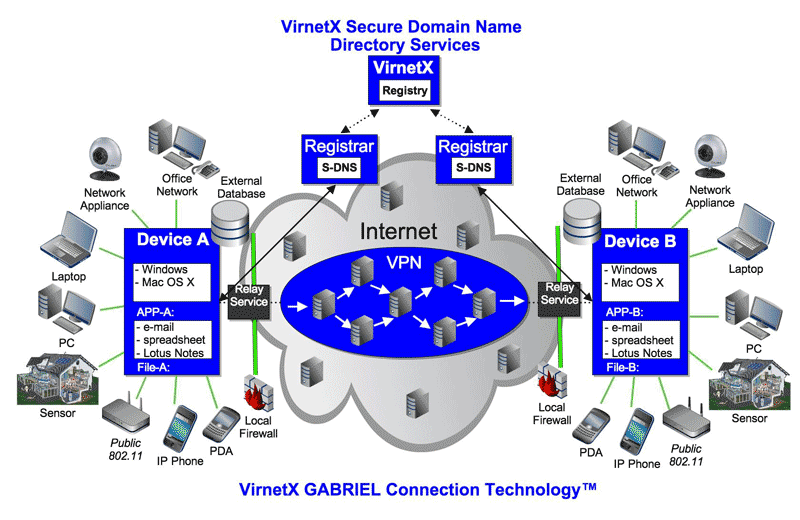 VirnetX Secure Domain Name
Directory Services
VirnetX
Registry
Registrar
S-DNS
Registrar
S-DNS
Network
Appliance
Office
Network
External
Database
Internet
VPN
External
Database
Office
Network
Network
Appliance
Device A
- Windows
- Mac OS X
APP-A:
- e-mail
- spreadsheet
- Lotus Notes
File-A:
Laptop
PC
Sensor
Public
802.11
IP Phone
PDA
Relay
Service
Local
Firewall
Relay
Service
Local
Firewall
Device B
- Windows
- Mac OS X
APP-B:
- e-mail
- spreadsheet
- Lotus Notes
File-B:
Laptop
PC
Sensor
PDA
IP Phone
Public
802.11
VirnetX GABRIEL Connection Technology™